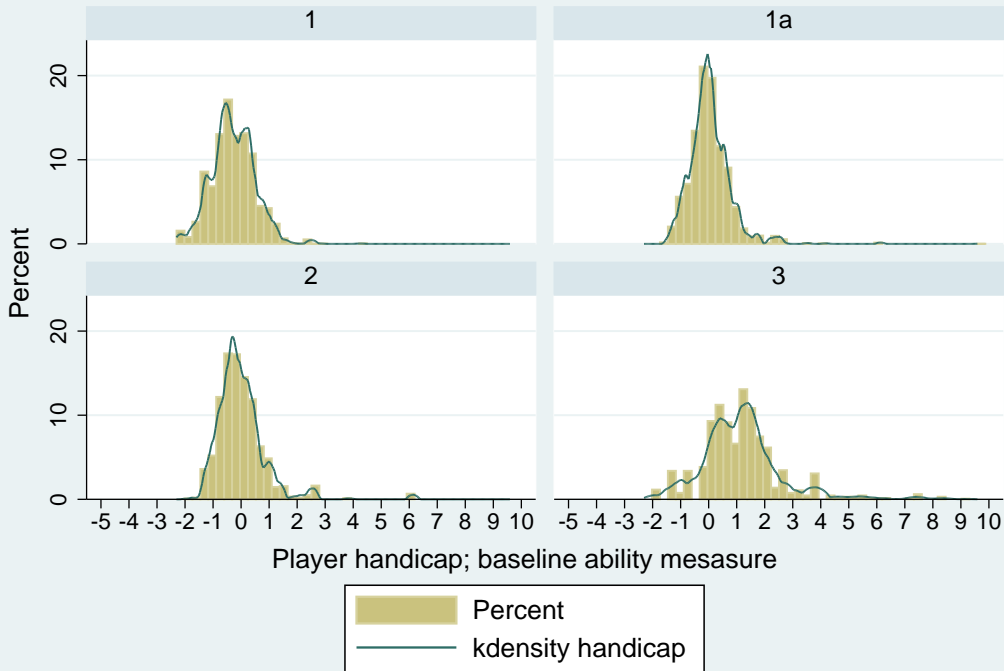 1
1a
20
10
0
2
3
20
10
0
Percent
-5 -4 -3 -2 -1 0 1 2 3 4 5 6 7 8 9 10
-5 -4 -3 -2 -1 0 1 2 3 4 5 6 7 8 9 10
Player handicap; baseline ability mesasure
Percent
kdensity handicap